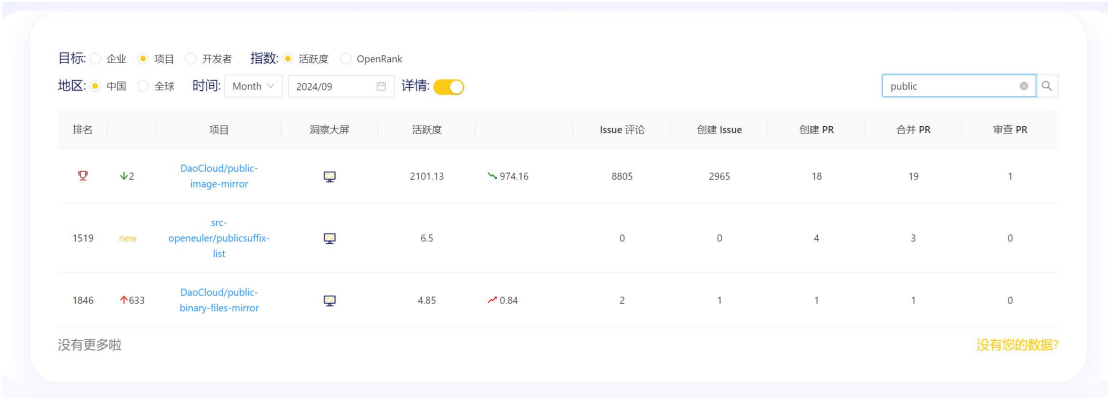 目标: 企业 项目 开发者 指数: 活跃度 OpenRank
地区: 中国 全球 时间: Month 2024/09 详情: public
排名 项目 洞察大屏 活跃度 Issue 评论 创建 Issue 创建 PR 合并 PR 审查 PR
DaoCloud/public-
2 2101.13 974.16 8805 2965 18 19 1
image-mirror
src-
1519 new openeuler/publicsuffix- 6.5 0 0 4 3 0
list
DaoCloud/public-
1846 633 4.85 0.84 2 1 1 1 0
binary-files-mirror
没有更多啦 没有您的数据?